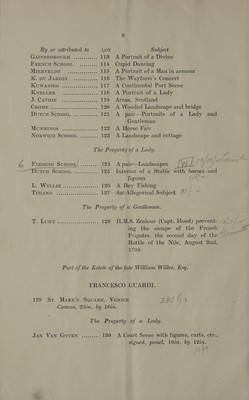 8
By or attributed to LOT Subject
GAINSBOROUGH 113 A Portrait of a Divine
FRENCH SCHOOL 114 Cupid Dancing
MIEREVELDT 115 A Portrait of a Man in armour
K. DU JARDIN 116 The Wayfarer's Concert
KUWASSEG 117 A Continental Port Scene
KNELLER 118 A Portrait of a Lady
J. CAPHIE 119 Arran, Scotland
CROME 120 A Wooded Landscape and bridge
DUTCH SCHOOL 121 A pair—Portraits of a Lady and
Gentleman
MUNNINGS 122 A Horse Fair
NORWICH SCHOOL 123 A Landscape and cottage
The Property of a Lady.
6 FLEMISH SCHOOL 124 A pair—Landscapes
DUTCH SCHOOL 125 Interior of a Stable with horses and
figures
L. WYLLIE 126 A Boy Fishing
TIZIANO 127 An Allegorical Subject
The Property of a Gentleman.
T. LUNY 128 H.M.S. Zealous (Capt. Hood) prevent-
ing the escape of the French
Frigates, the second day of the
Battle of the Nile, August 2nd,
1798
Part of the Estate of the late William Wilkes, Esq.
FRANCESCO GUARDI.
129 ST. MARK'S SQUARE, VENICE
Canvas, 25in. by 16in.
The Property of a Lady.
JAN VAN GOYEN 130 A Coast Scene with figures, carts, etc.,
signed, panel, 16in. by 12in.